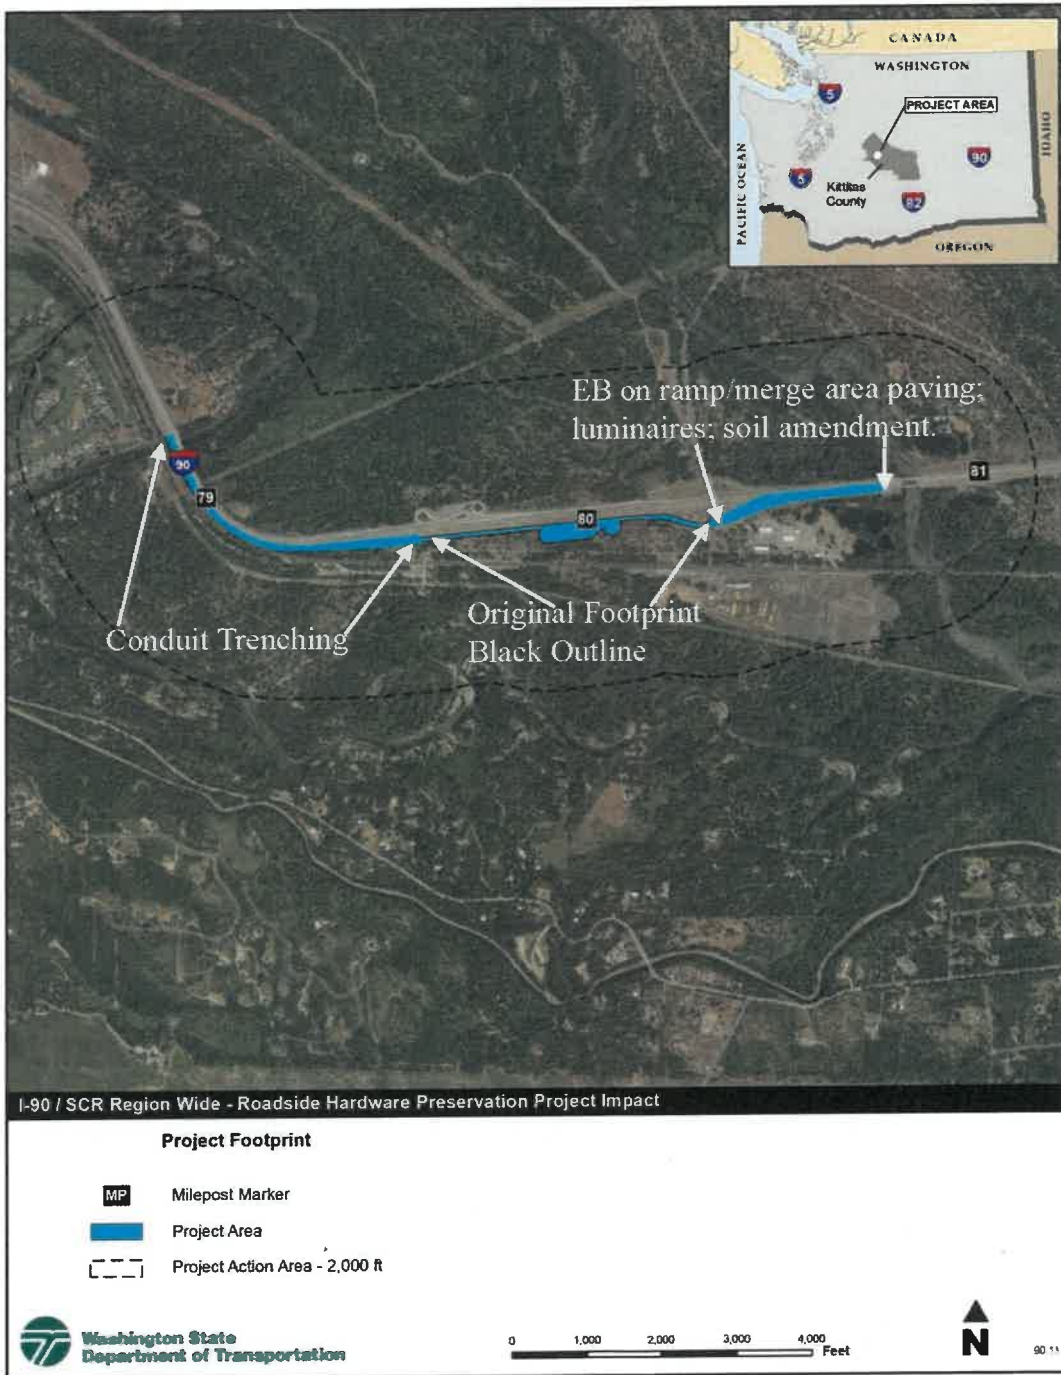 CANADA
WASHINGTON
5
PROJECT AREA
IDAHO
90
5
Kittitas
County
82
PACIFIC OCEAN
OREGON
EB on ramp/merge area paving;
luminaires; soil amendment.
90
79
80
81
Conduit Trenching
Original Footprint
Black Outline
I-90 / SCR Region Wide - Roadside Hardware Preservation Project Impact
Project Footprint
MP Milepost Marker
Project Area
Project Action Area - 2,000 ft
Washington State
Department of Transportation
0 1,000 2,000 3,000 4,000
Feet
N